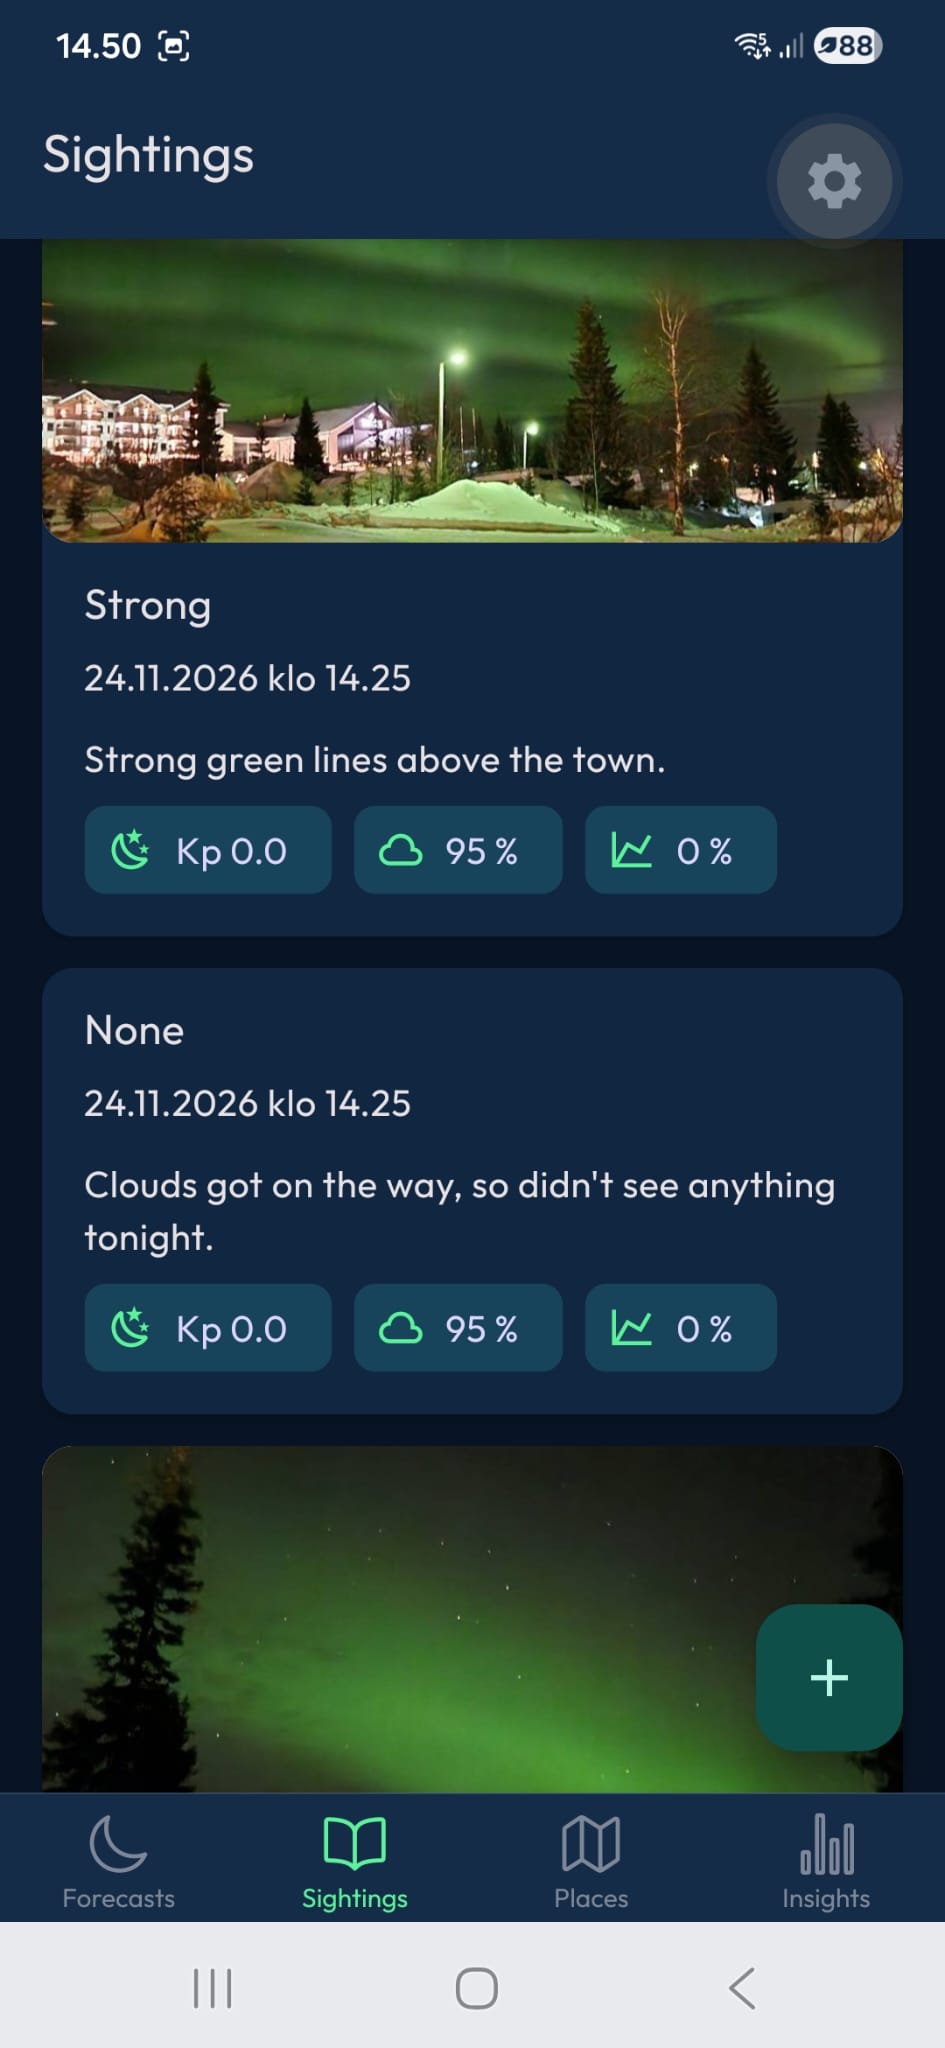 14.50
5
88
Sightings
Strong
24.11.2026 klo 14.25
Strong green lines above the town.
Kp 0.0 95 % 0 %
None
24.11.2026 klo 14.25
Clouds got on the way, so didn't see anything
tonight.
Kp 0.0 95 % 0 %
+
Forecasts Sightings Places Insights